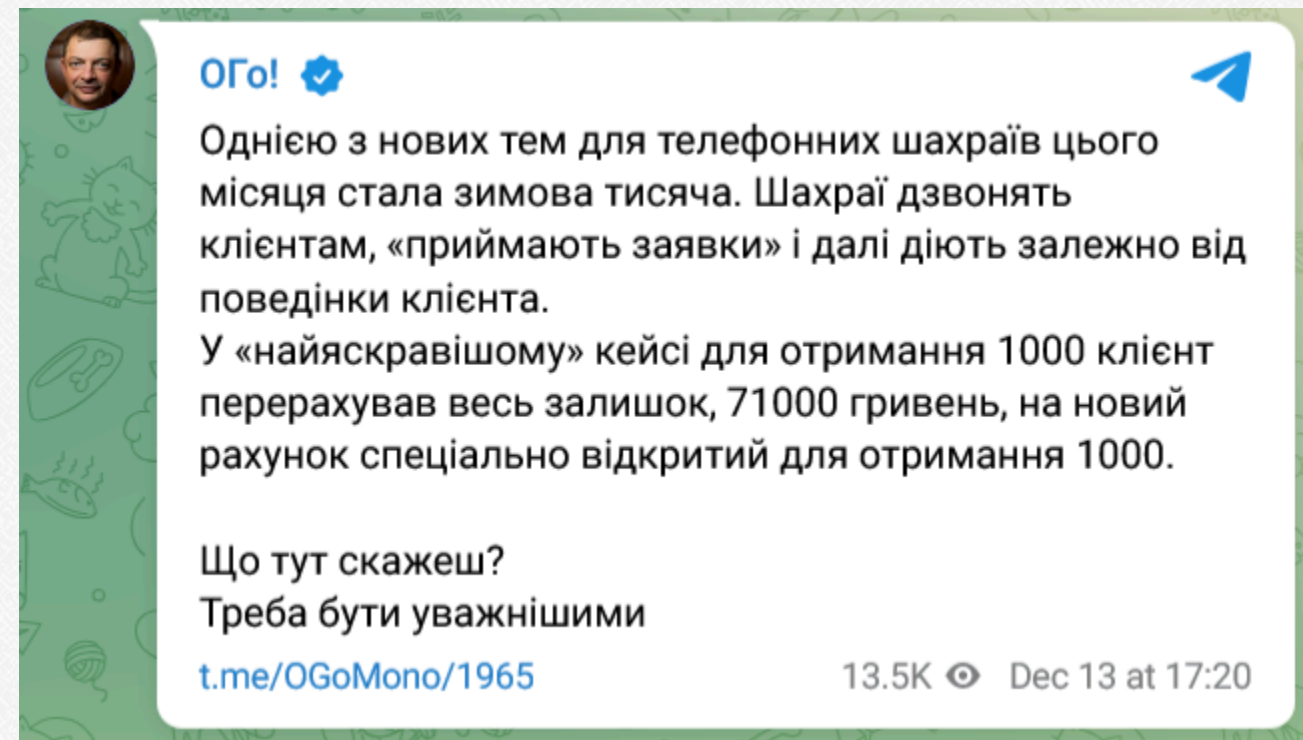 ОГо!
Однією з нових тем для телефонних шахраїв цього
місяця стала зимова тисяча. Шахраї дзвонять
клієнтам, «приймають заявки» і далі діють залежно від
поведінки клієнта.
У «найяскравішому» кейсі для отримання 1000 клієнт
перерахував весь залишок, 71000 гривень, на новий
рахунок спеціально відкритий для отримання 1000.
Що тут скажеш?
Треба бути уважнішими
t.me/OGoMono/1965 13.5K Dec 13 at 17:20